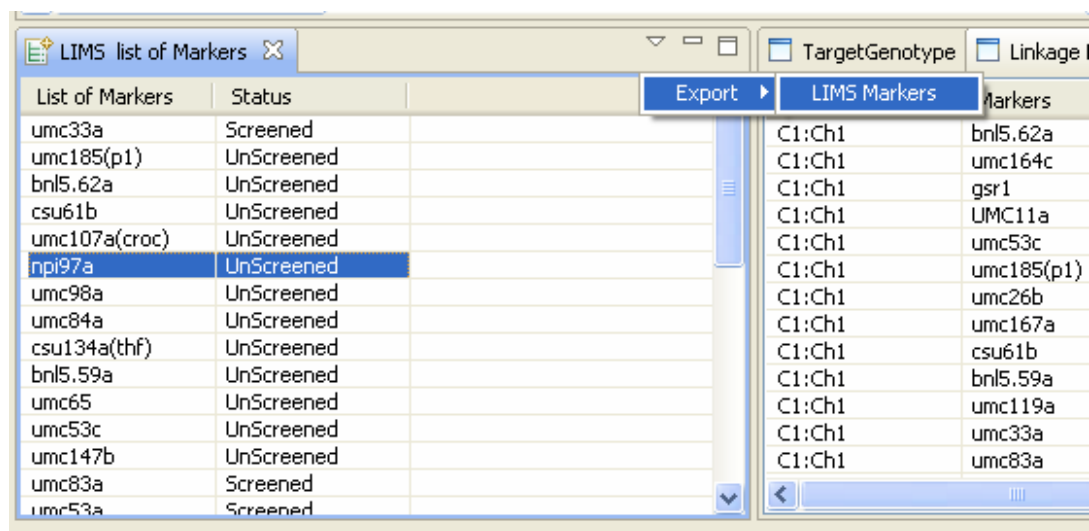 LIMS list of Markers
TargetGenotype
Linkage
Export
LIMS Markers
List of Markers Status
umc33a Screened
umc185(p1) UnScreened
bnl5.62a UnScreened
csu61b UnScreened
umc107a(croc) UnScreened
npi97a UnScreened
umc98a UnScreened
umc84a UnScreened
csu134a(thf) UnScreened
bnl5.59a UnScreened
umc65 UnScreened
umc53c UnScreened
umc147b UnScreened
umc83a Screened
umc53a Screened
Markers
C1:Ch1 bnl5.62a
C1:Ch1 umc164c
C1:Ch1 gsr1
C1:Ch1 UMC11a
C1:Ch1 umc53c
C1:Ch1 umc185(p1)
C1:Ch1 umc26b
C1:Ch1 umc167a
C1:Ch1 csu61b
C1:Ch1 bnl5.59a
C1:Ch1 umc119a
C1:Ch1 umc33a
C1:Ch1 umc83a